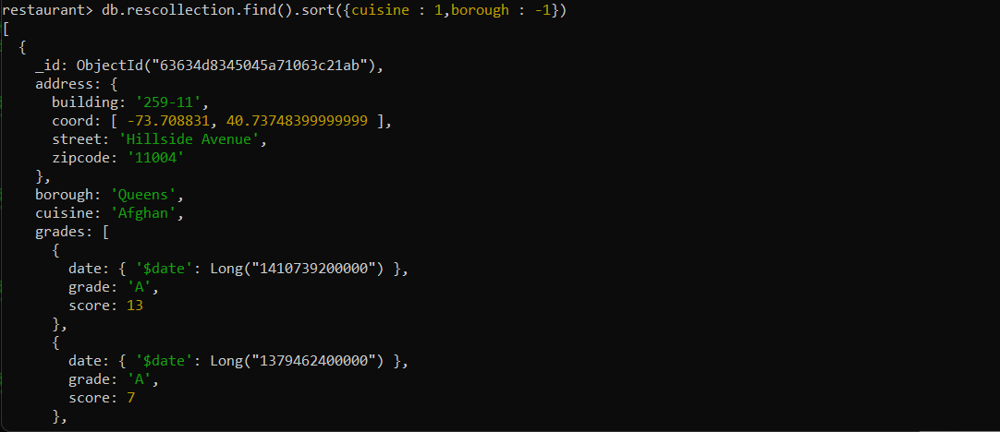 restaurant> db.rescollection.find().sort({cuisine : 1,borough : -1})
[
  {
    _id: ObjectId("63634d8345045a71063c21ab"),
    address: {
      building: '259-11',
      coord: [ -73.708831, 40.73748399999999 ],
      street: 'Hillside Avenue',
      zipcode: '11004'
    },
    borough: 'Queens',
    cuisine: 'Afghan',
    grades: [
      {
        date: { '$date': Long("1410739200000") },
        grade: 'A',
        score: 13
      },
      {
        date: { '$date': Long("1379462400000") },
        grade: 'A',
        score: 7
      },